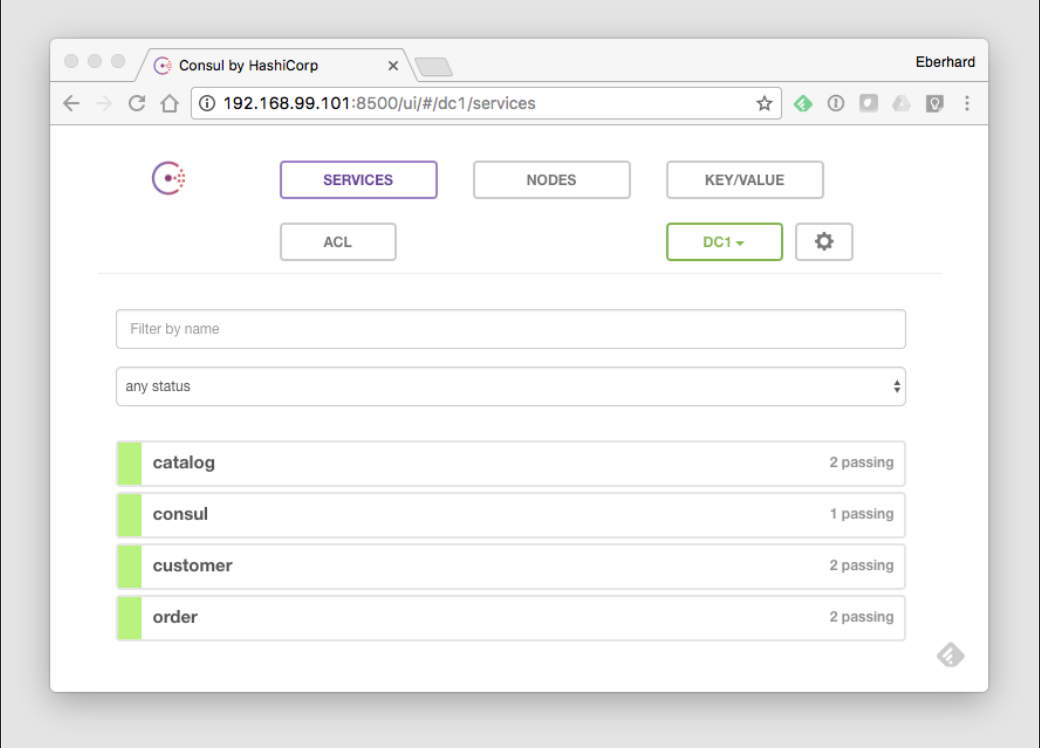 Consul by HashiCorp
Eberhard
192.168.99.101:8500/ui/#/dc1/services
SERVICES NODES KEY/VALUE
ACL DC1
Filter by name
any status
catalog 2 passing
consul 1 passing
customer 2 passing
order 2 passing